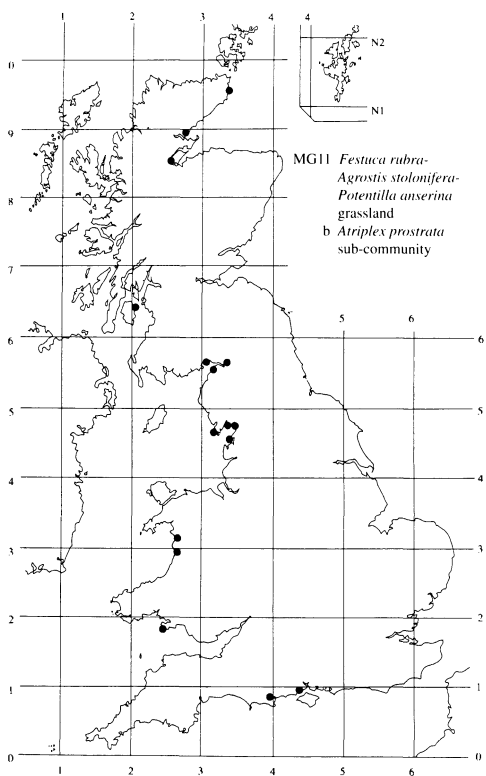 1 2 3 4
N2
N1
MG11 Festuca rubra-
Agrostis stolonifera-
Potentilla anserina
grassland
b Atriplex prostrata
sub-community
0
9
8
7
5 6
6 6
5 5
4 4
3 3
2 2
1 1
0 0
1 2 3 4 5 6